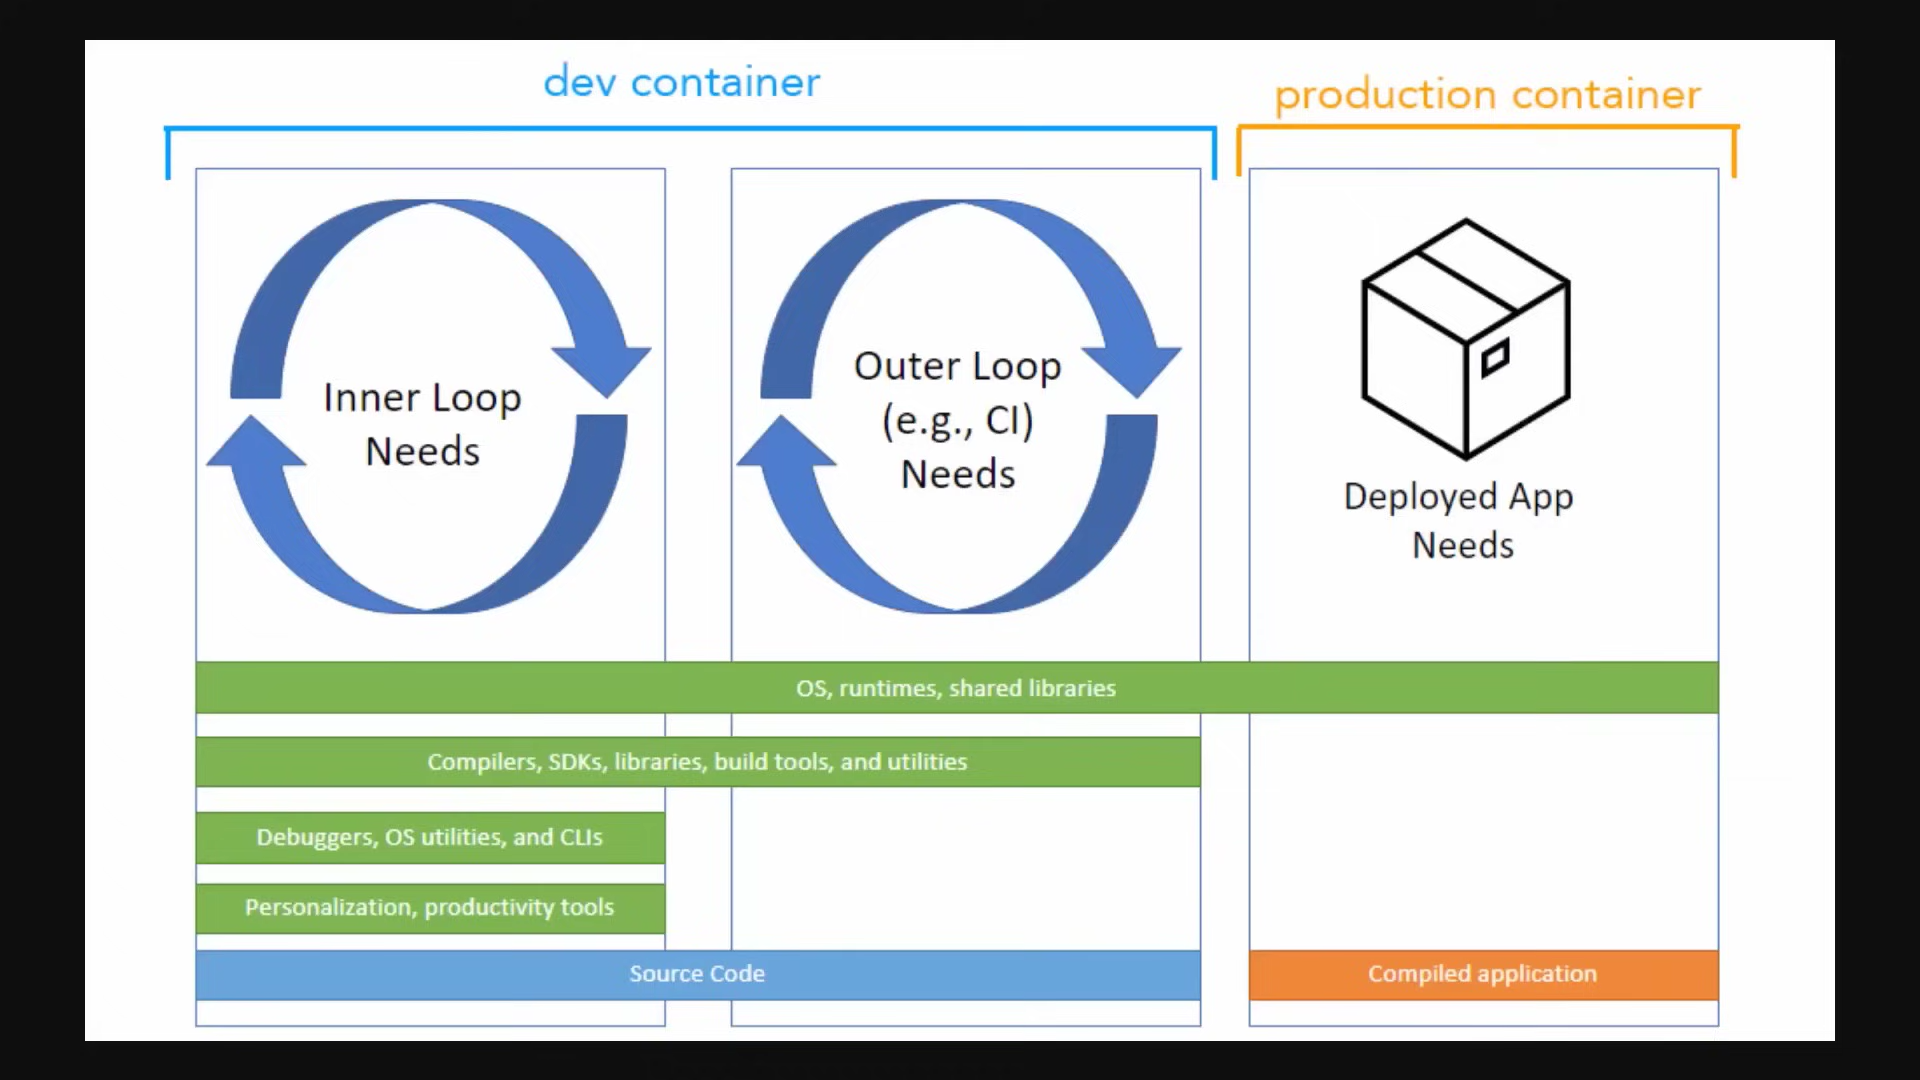 dev container
production container
Inner Loop
Needs
Outer Loop
(e.g., CI)
Needs
Deployed App
Needs
OS, runtimes, shared libraries
Compilers, SDKs, libraries, build tools, and utilities
Debuggers, OS utilities, and CLIs
Personalization, productivity tools
Source Code
Compiled application